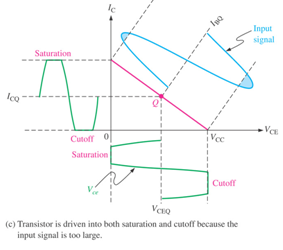 I_C
I_BQ
Input
signal
Saturation
I_CQ
Q
Cutoff
0
V_CC
V_CE
Saturation
V_ce
Cutoff
V_CEQ
(c) Transistor is driven into both saturation and cutoff because the
input signal is too large.